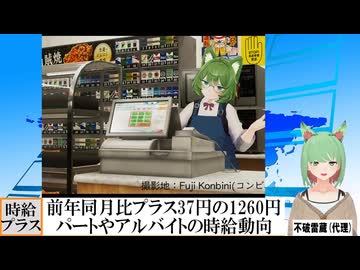 撮影地：Fuji Konbini(コンビ
時給
プラス
前年同月比プラス37円の1260円
パートやアルバイトの時給動向
不破雷蔵(代理)